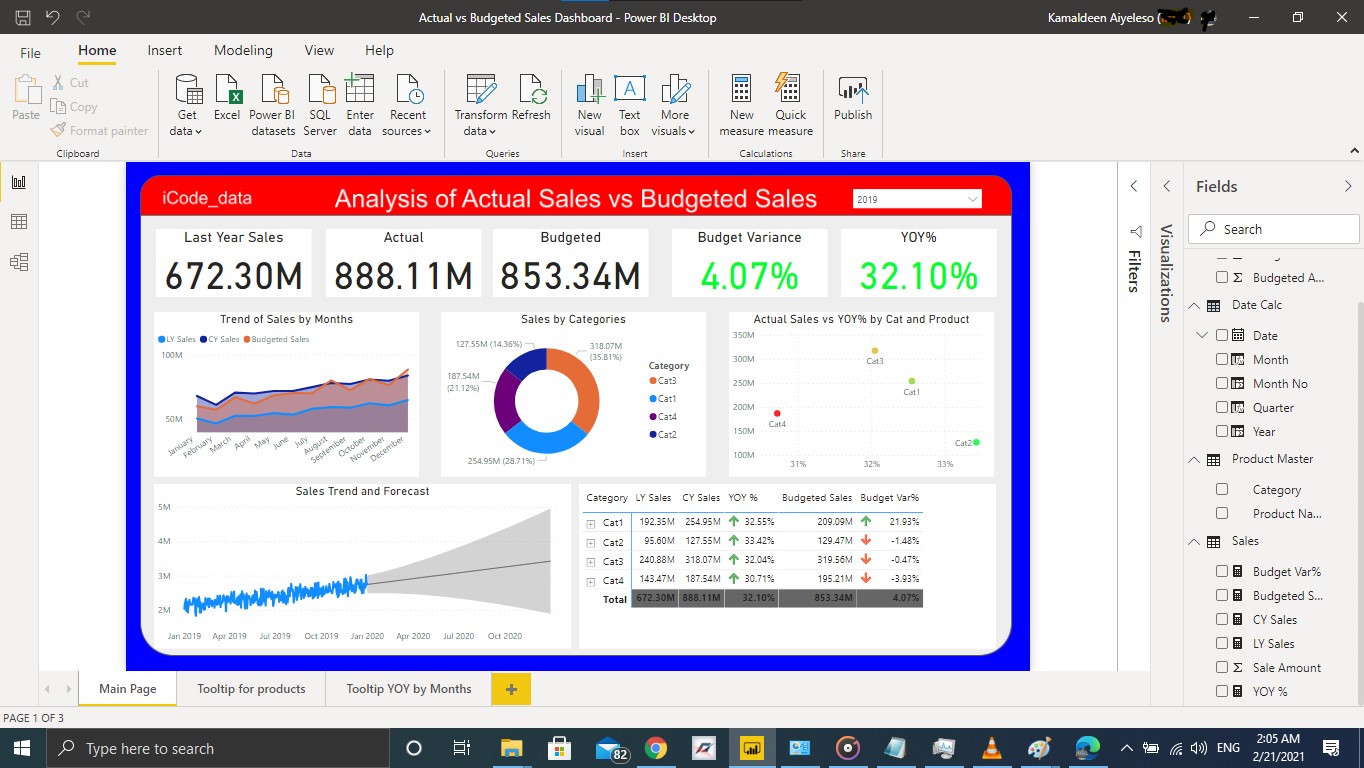 Actual vs Budgeted Sales Dashboard - Power BI Desktop
Kamaldeen Aiyeleso
File Home Insert Modeling View Help
Paste
Cut
Copy
Format painter
Clipboard
Get data
Excel
Power BI datasets
SQL Server
Enter data
Recent sources
Data
Transform data
Refresh
Queries
New visual
Text box
More visuals
Insert
New measure
Quick measure
Calculations
Publish
Share
iCode_data
Analysis of Actual Sales vs Budgeted Sales
2019
Last Year Sales
672.30M
Actual
888.11M
Budgeted
853.34M
Budget Variance
4.07%
YOY%
32.10%
Trend of Sales by Months
LY Sales CY Sales Budgeted Sales
100M
50M
January February March April May June July August September October November December
Sales by Categories
127.55M (14.36%)
318.07M (35.81%)
187.54M (21.12%)
254.95M (28.71%)
Category
Cat3
Cat1
Cat4
Cat2
Actual Sales vs YOY% by Cat and Product
350M
300M
250M
200M
150M
100M
Cat3
Cat1
Cat4
Cat2
31% 32% 33%
Sales Trend and Forecast
5M
4M
3M
2M
Jan 2019 Apr 2019 Jul 2019 Oct 2019 Jan 2020 Apr 2020 Jul 2020 Oct 2020
Category LY Sales CY Sales YOY % Budgeted Sales Budget Var%
Cat1 192.35M 254.95M 32.55% 209.09M 21.93%
Cat2 95.60M 127.55M 33.42% 129.47M -1.48%
Cat3 240.88M 318.07M 32.04% 319.56M -0.47%
Cat4 143.47M 187.54M 30.71% 195.21M -3.93%
Total 672.30M 888.11M 32.10% 853.34M 4.07%
Filters
Visualizations
Fields
Search
Budgeted A...
Date Calc
Date
Month
Month No
Quarter
Year
Product Master
Category
Product Na...
Sales
Budget Var%
Budgeted S...
CY Sales
LY Sales
Sale Amount
YOY %
Main Page
Tooltip for products
Tooltip YOY by Months
PAGE 1 OF 3
Type here to search
82
ENG
2:05 AM
2/21/2021